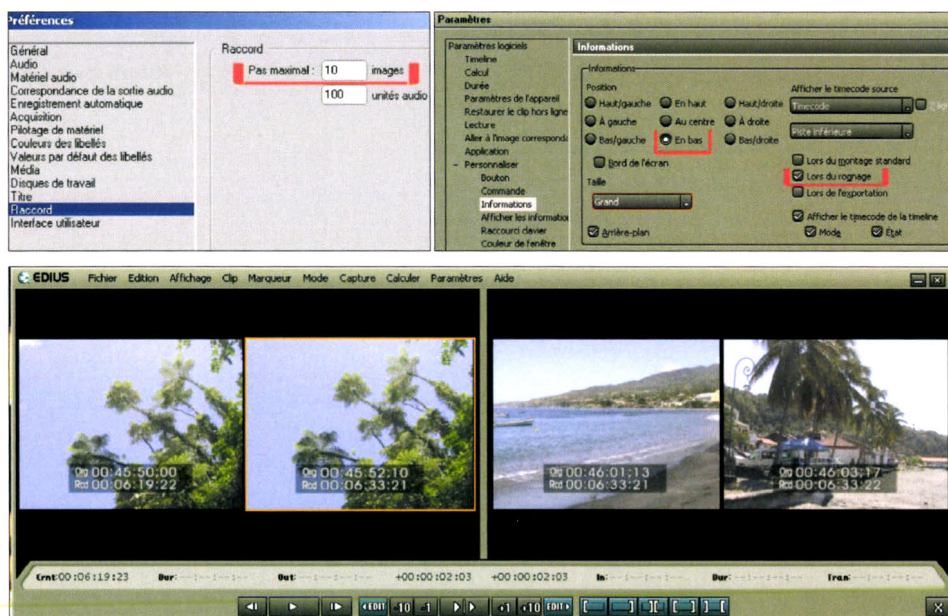 Préférences
Général
Audio
Matériel audio
Correspondance de la sortie audio
Enregistrement automatique
Acquisition
Pilotage de matériel
Couleurs des libellés
Valeurs par défaut des libellés
Média
Disques de travail
Titre
Raccord
Interface utilisateur
Raccord
Pas maximal : 10 images
100 unités audio
Paramètres
Paramètres logiciels
Timeline
Calcul
Durée
Paramètres de l'appareil
Restaurer le clip hors ligne
Lecture
Aller à l'image corresponda
Application
Personnaliser
Bouton
Commande
Informations
Afficher les information
Raccourci clavier
Couleur de fenêtre
Informations
Informations
Position
Haut/gauche En haut Haut/droite
À gauche Au centre À droite
Bas/gauche En bas Bas/droite
Bord de l'écran
Taille
Grand
Arrière-plan
Afficher le timecode source
Timecode
Piste inférieure
Lors du montage standard
Lors du rognage
Lors de l'exportation
Afficher le timecode de la timeline
Mode État
EDIUS Fichier Edition Affichage Clip Marqueur Mode Capture Calculer Paramètres Aide
Org 00:45:50:00
Rcd 00:06:19:22
Org 00:45:52:10
Rcd 00:06:33:21
Org 00:46:01:13
Rcd 00:06:33:21
Org 00:46:03:17
Rcd 00:06:33:22
Crnt 00:06:19:23 Dur --:--:--:-- Out --:--:--:-- +00:00:02:03 +00:00:02:03 In --:--:--:-- Dur --:--:--:-- Tran --:--:--:--
EDIT -10 -1 +1 +10 EDIT